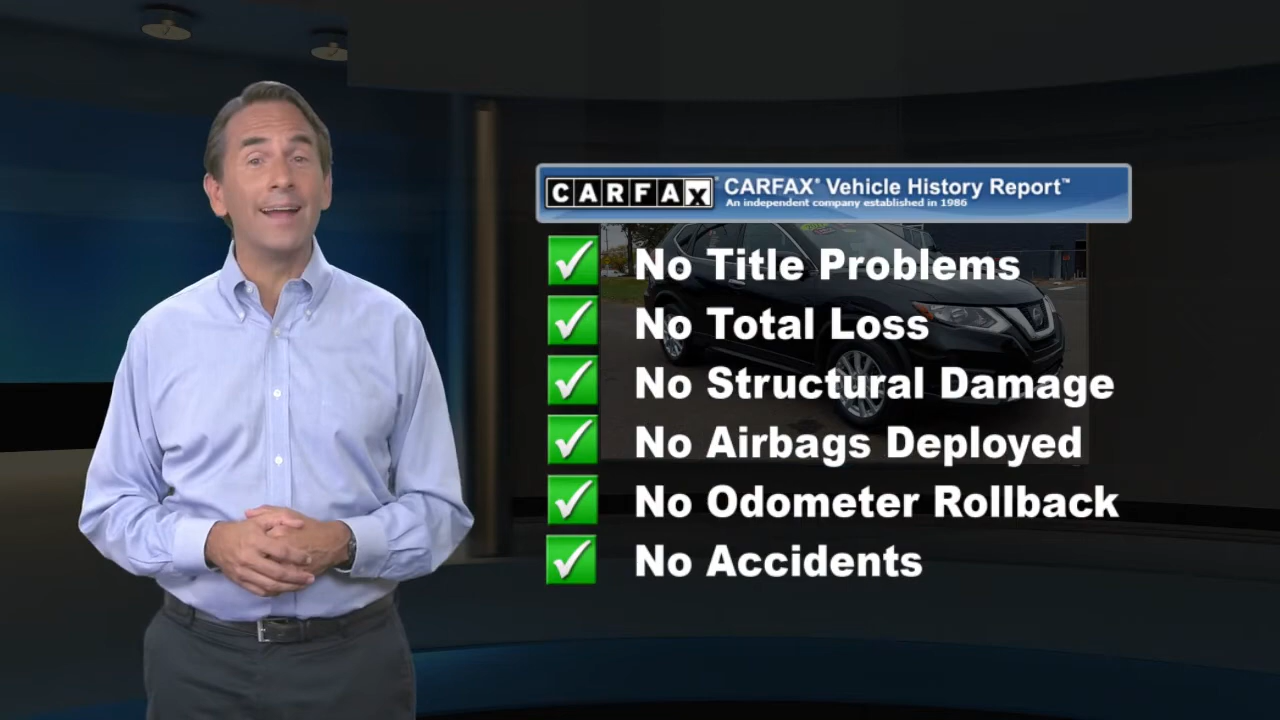 CARFAX® CARFAX® Vehicle History Report™
An independent company established in 1986
No Title Problems
No Total Loss
No Structural Damage
No Airbags Deployed
No Odometer Rollback
No Accidents